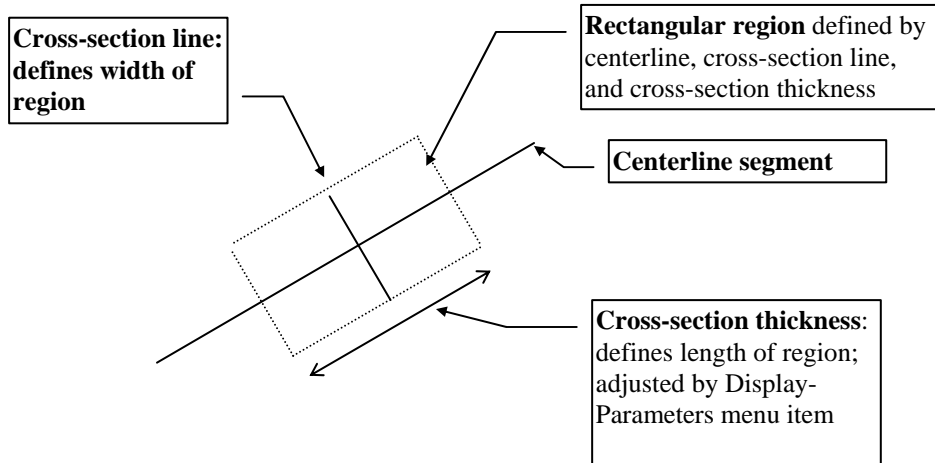 Cross-section line:
defines width of
region
Rectangular region defined by
centerline, cross-section line,
and cross-section thickness
Centerline segment
Cross-section thickness:
defines length of region;
adjusted by Display-
Parameters menu item